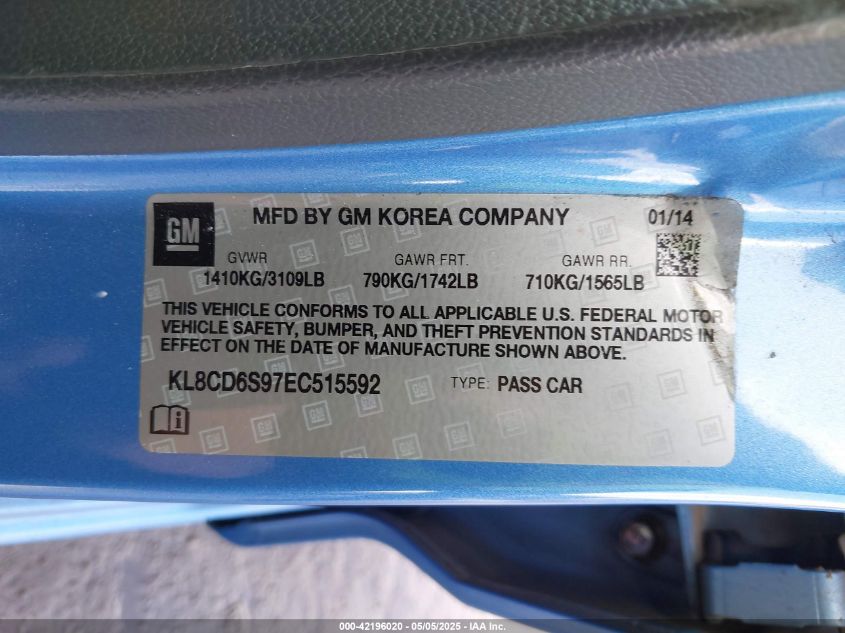 GM MFD BY GM KOREA COMPANY 01/14
GVWR GAWR FRT. GAWR RR.
1410KG/3109LB 790KG/1742LB 710KG/1565LB
THIS VEHICLE CONFORMS TO ALL APPLICABLE U.S. FEDERAL MOTOR
VEHICLE SAFETY, BUMPER, AND THEFT PREVENTION STANDARDS IN
EFFECT ON THE DATE OF MANUFACTURE SHOWN ABOVE.
KL8CD6S97EC515592 TYPE: PASS CAR
000-42196020 - 05/05/2025 - IAA Inc.